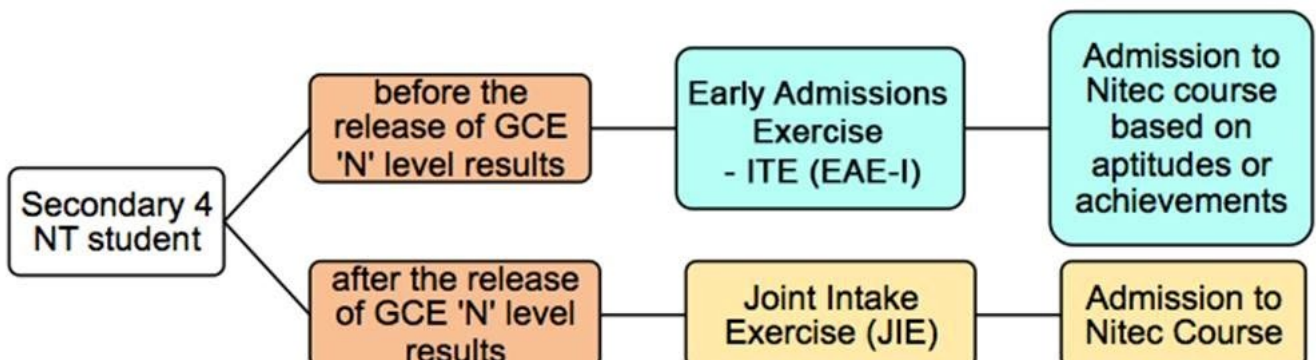 Secondary 4
NT student
before the
release of GCE
'N' level results
Early Admissions
Exercise
- ITE (EAE-I)
Admission to
Nitec course
based on
aptitudes or
achievements
after the release
of GCE 'N' level
results
Joint Intake
Exercise (JIE)
Admission to
Nitec Course